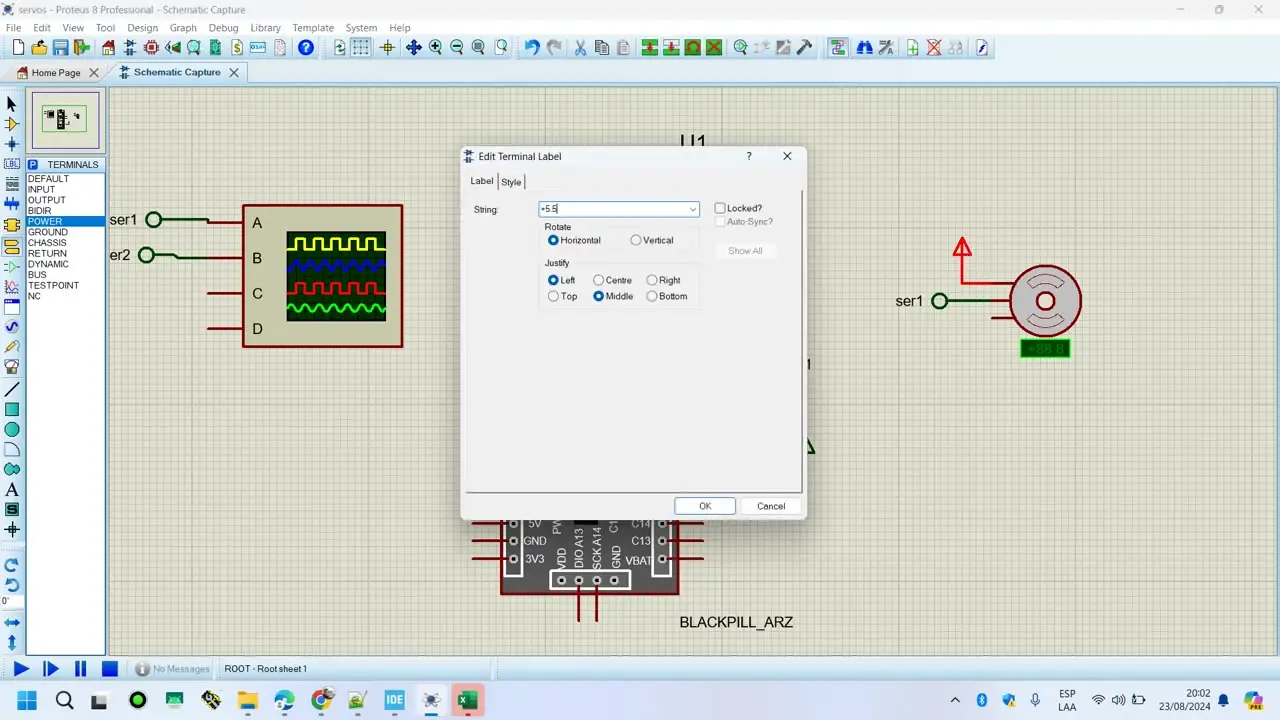 servos - Proteus 8 Professional - Schematic Capture
File Edit View Tool Design Graph Debug Library Template System Help
Home Page
Schematic Capture
TERMINALS
DEFAULT
INPUT
OUTPUT
BIDIR
POWER
GROUND
CHASSIS
RETURN
DYNAMIC
BUS
TESTPOINT
NC
LBL
P
A
S
0°
ser1
er2
A
B
C
D
U1
Edit Terminal Label
?
Label
Style
String:
+5.5
Locked?
Auto-Sync?
Show All
Rotate
Horizontal
Vertical
Justify
Left
Centre
Right
Top
Middle
Bottom
OK
Cancel
ser1
1
5V
GND
3V3
VDD
DIO A13
SCK A14
GND
C14
C13
VBAT
BLACKPILL_ARZ
No Messages
ROOT - Root sheet 1
IDE
ESP
LAA
20:02
23/08/2024